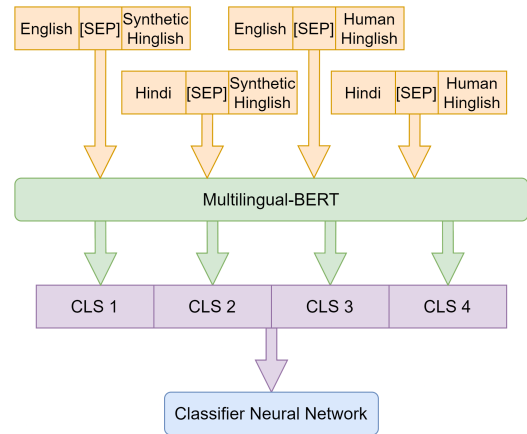 English [SEP] Synthetic Hinglish
English [SEP] Human Hinglish
Hindi [SEP] Synthetic Hinglish
Hindi [SEP] Human Hinglish
Multilingual-BERT
CLS 1 CLS 2 CLS 3 CLS 4
Classifier Neural Network